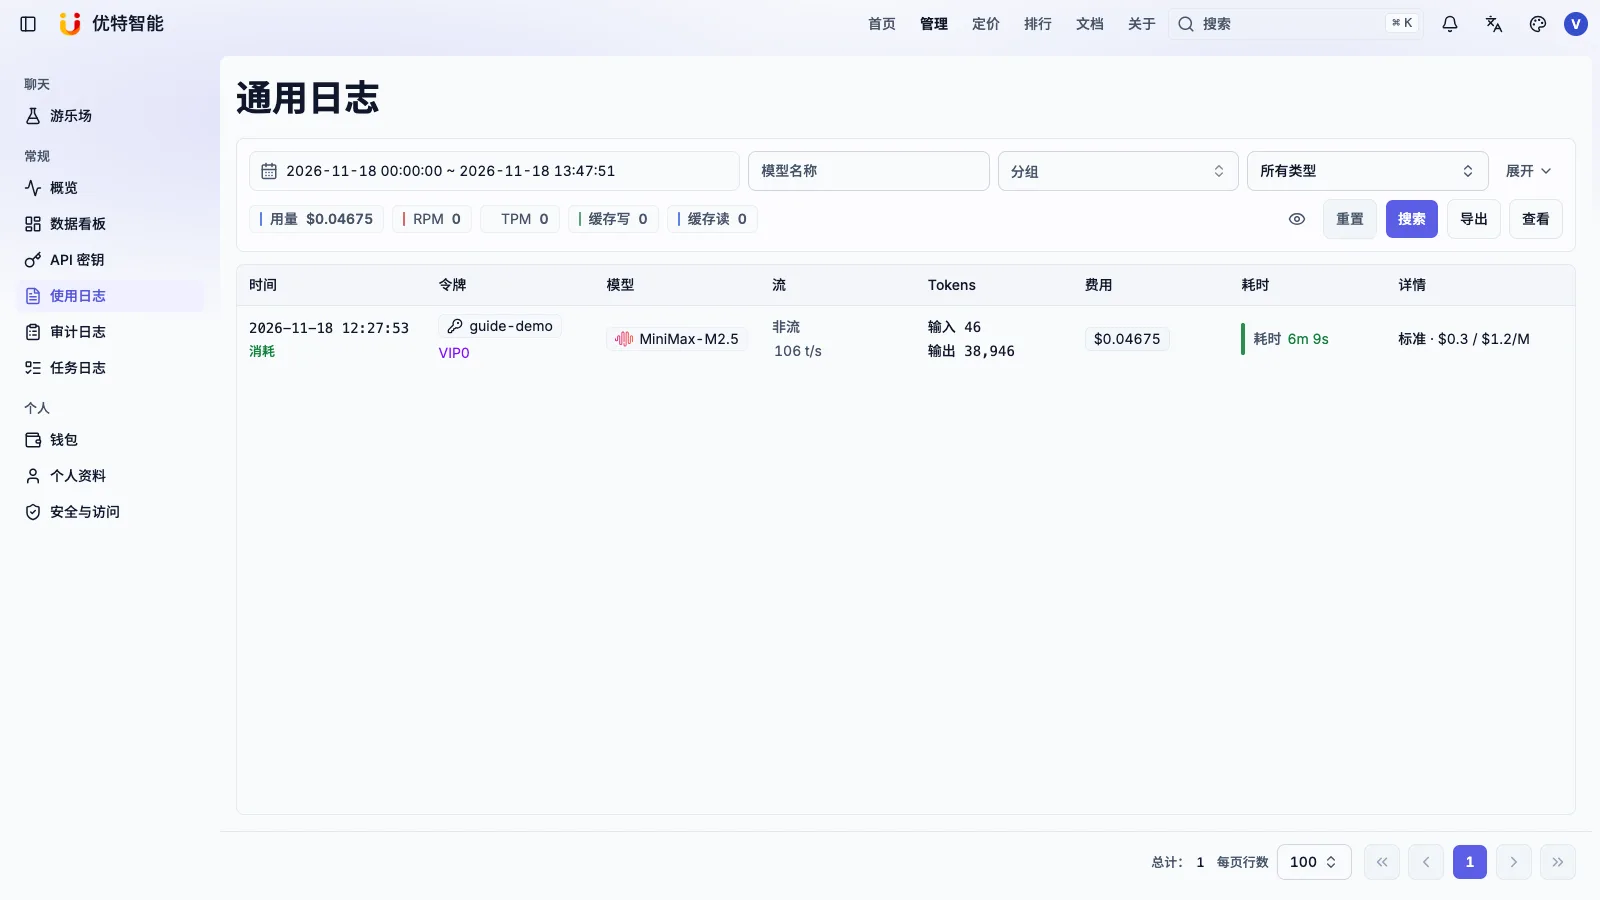 优特智能
首页 管理 定价 排行 文档 关于 搜索 ⌘ K V
聊天
游乐场
常规
概览
数据看板
API 密钥
使用日志
审计日志
任务日志
个人
钱包
个人资料
安全与访问
通用日志
2026-11-18 00:00:00 ~ 2026-11-18 13:47:51 模型名称 分组 所有类型 展开
用量 $0.04675 RPM 0 TPM 0 缓存写 0 缓存读 0 重置 搜索 导出 查看
时间 令牌 模型 流 Tokens 费用 耗时 详情
2026-11-18 12:27:53 guide-demo MiniMax-M2.5 非流 输入 46 $0.04675 耗时 6m 9s 标准 · $0.3 / $1.2/M
消耗 VIP0 106 t/s 输出 38,946
总计： 1 每页行数 100 1